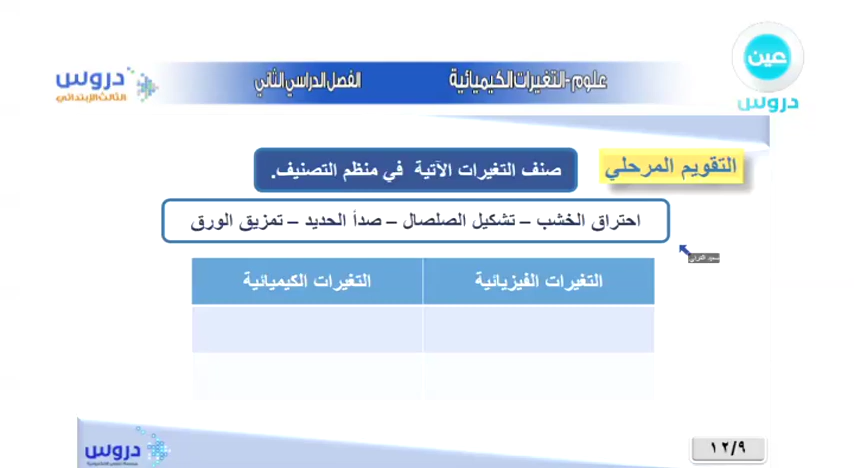 عين
دروس
علوم-التغيرات الكيميائية
الفصل الدراسي الثاني
دروس
الثالث الابتدائي
التقويم المرحلي
صنف التغيرات الآتية في منظم التصنيف.
احتراق الخشب – تشكيل الصلصال – صدأ الحديد – تمزيق الورق
التغيرات الفيزيائية
التغيرات الكيميائية
دروس
١٢/٩